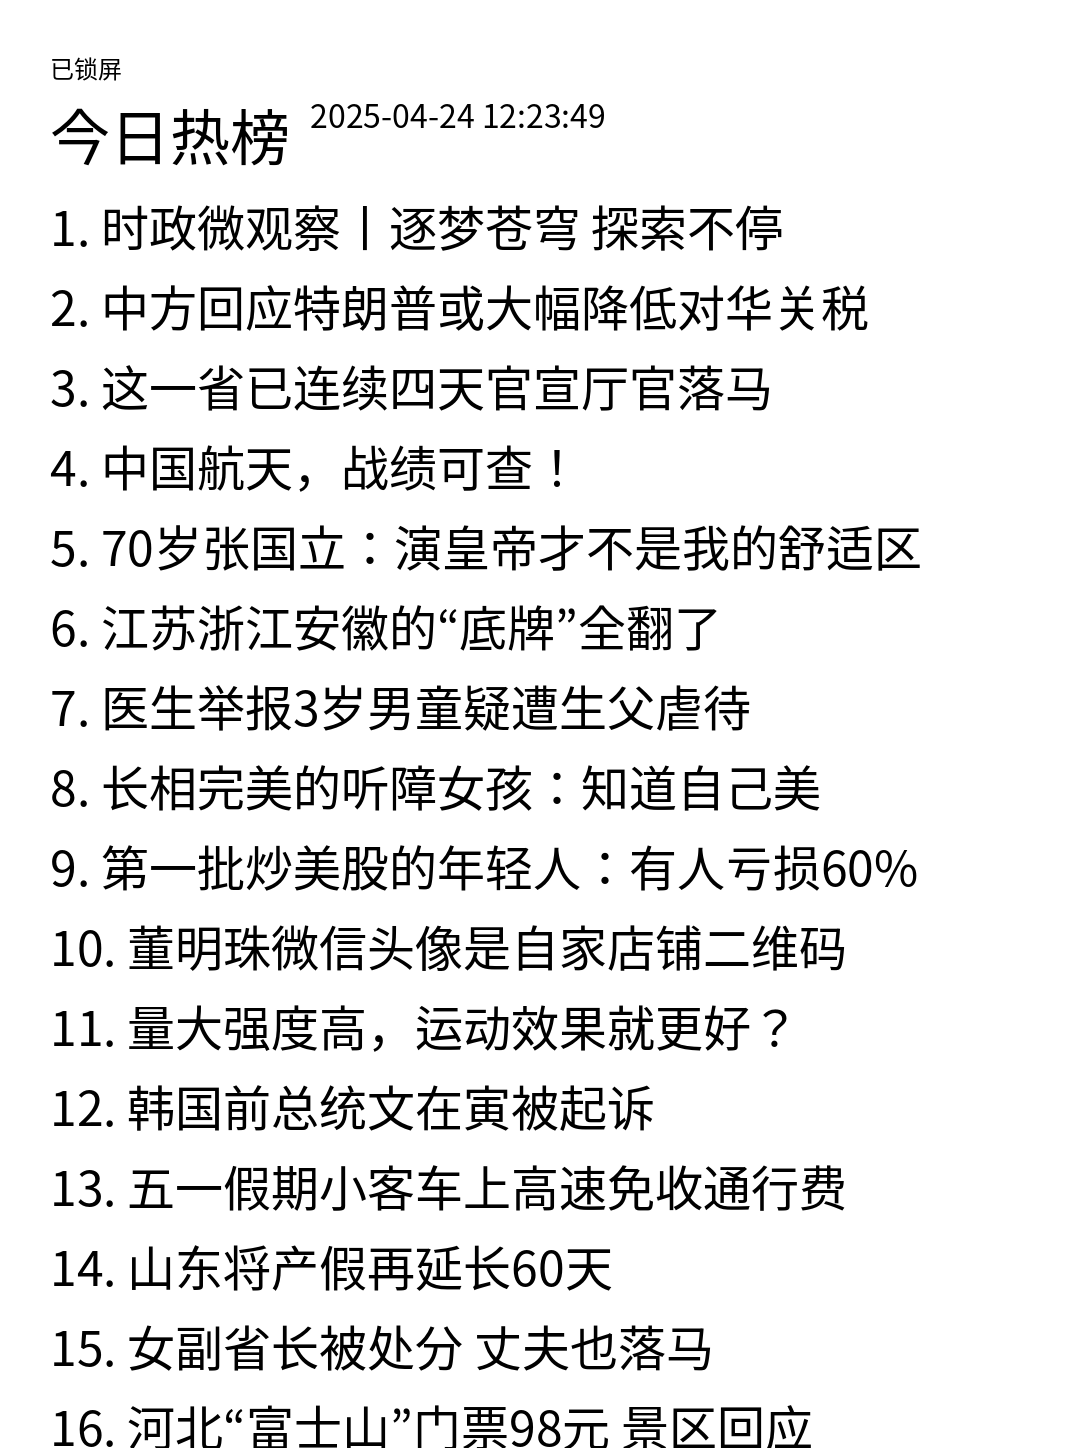 已锁屏
今日热榜 2025-04-24 12:23:49
1. 时政微观察丨逐梦苍穹 探索不停
2. 中方回应特朗普或大幅降低对华关税
3. 这一省已连续四天官宣厅官落马
4. 中国航天，战绩可查！
5. 70岁张国立：演皇帝才不是我的舒适区
6. 江苏浙江安徽的“底牌”全翻了
7. 医生举报3岁男童疑遭生父虐待
8. 长相完美的听障女孩：知道自己美
9. 第一批炒美股的年轻人：有人亏损60%
10. 董明珠微信头像是自家店铺二维码
11. 量大强度高，运动效果就更好？
12. 韩国前总统文在寅被起诉
13. 五一假期小客车上高速免收通行费
14. 山东将产假再延长60天
15. 女副省长被处分 丈夫也落马
16. 河北“富士山”门票98元 景区回应